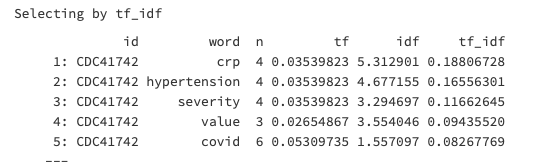 Selecting by tf_idf
id word n tf idf tf_idf
1: CDC41742 crp 4 0.03539823 5.312901 0.18806728
2: CDC41742 hypertension 4 0.03539823 4.677155 0.16556301
3: CDC41742 severity 4 0.03539823 3.294697 0.11662645
4: CDC41742 value 3 0.02654867 3.554046 0.09435520
5: CDC41742 covid 6 0.05309735 1.557097 0.08267769
---